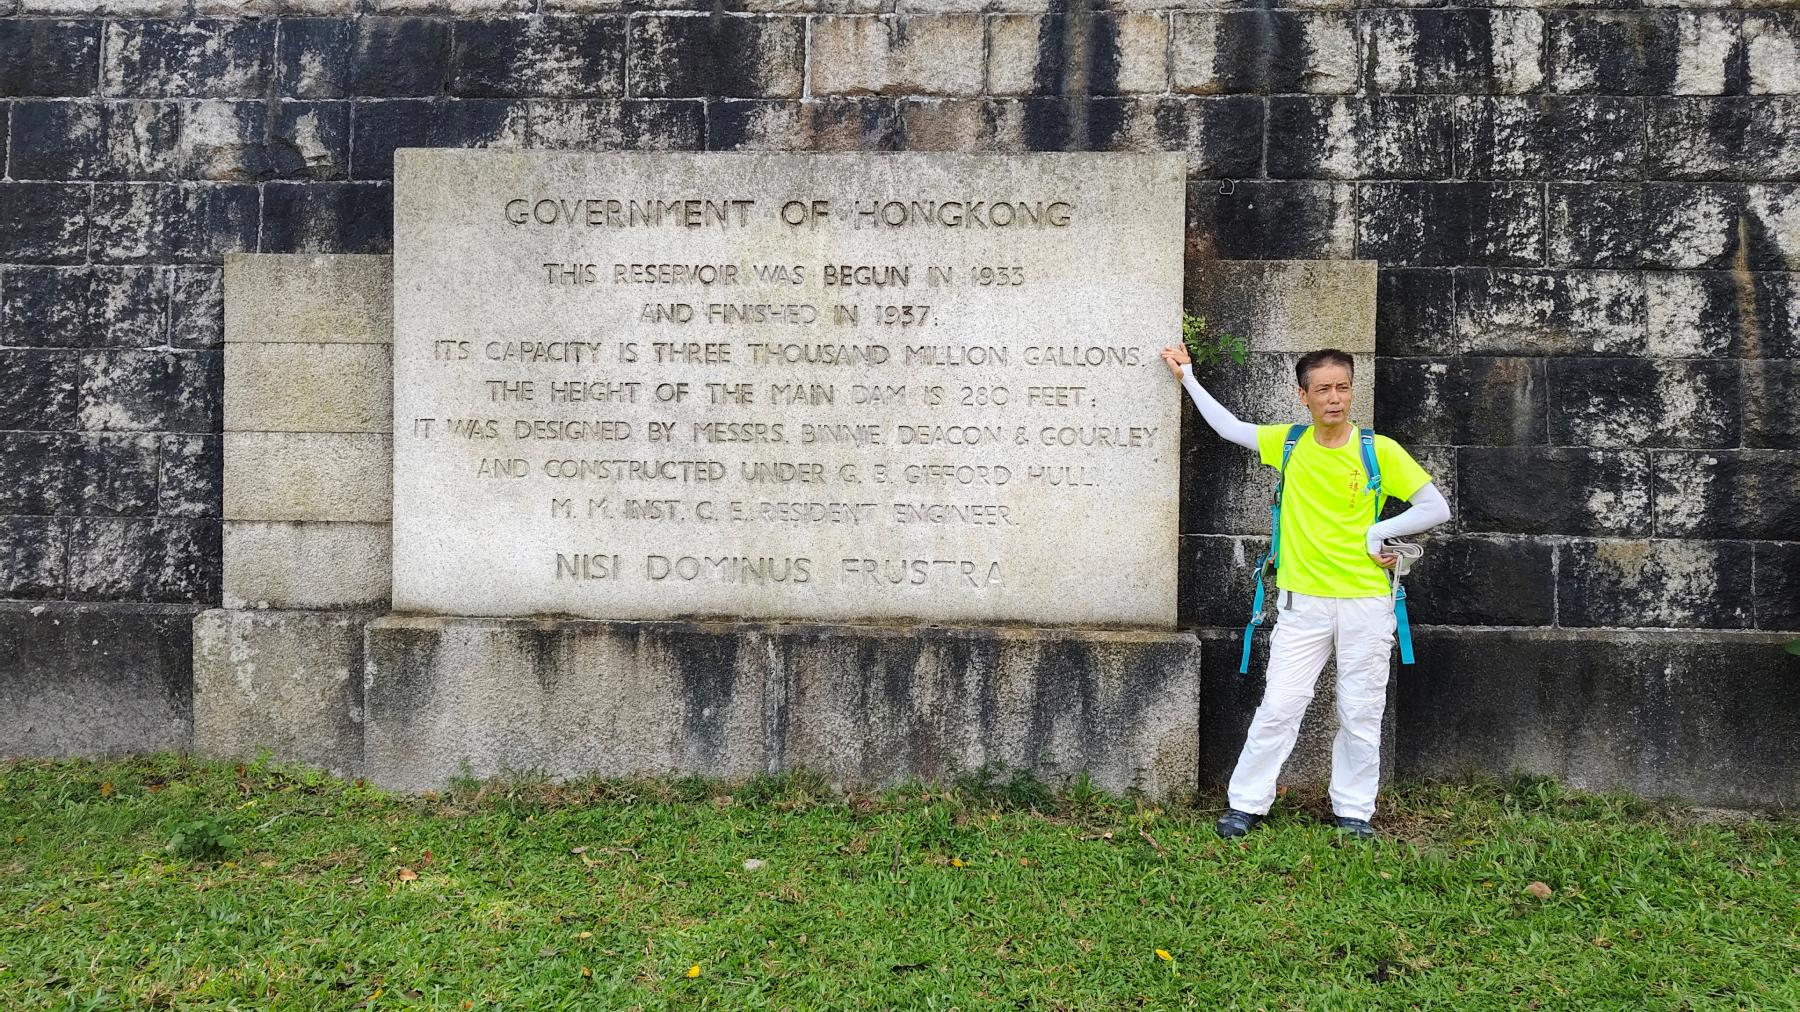 GOVERNMENT OF HONGKONG
THIS RESERVOIR WAS BEGUN IN 1933
AND FINISHED IN 1937.
ITS CAPACITY IS THREE THOUSAND MILLION GALLONS.
THE HEIGHT OF THE MAIN DAM IS 280 FEET.
IT WAS DESIGNED BY MESSRS. BINNIE, DEACON & GOURLEY
AND CONSTRUCTED UNDER G. B. GIFFORD HULL.
M. M. INST. C. E. RESIDENT ENGINEER.
NISI DOMINUS FRUSTRA